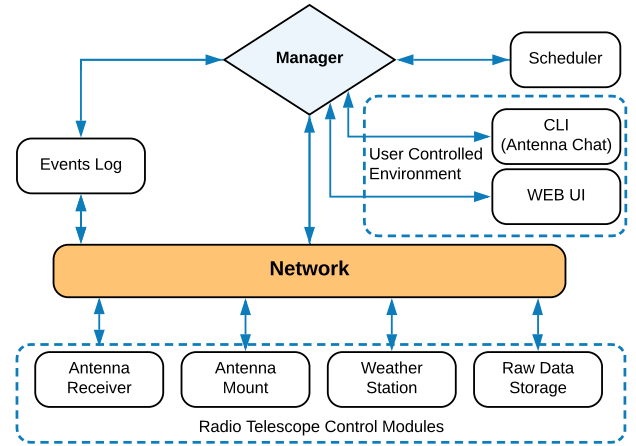 Manager
Scheduler
CLI
(Antenna Chat)
User Controlled
Environment
Events Log
WEB UI
Network
Antenna
Receiver
Antenna
Mount
Weather
Station
Raw Data
Storage
Radio Telescope Control Modules